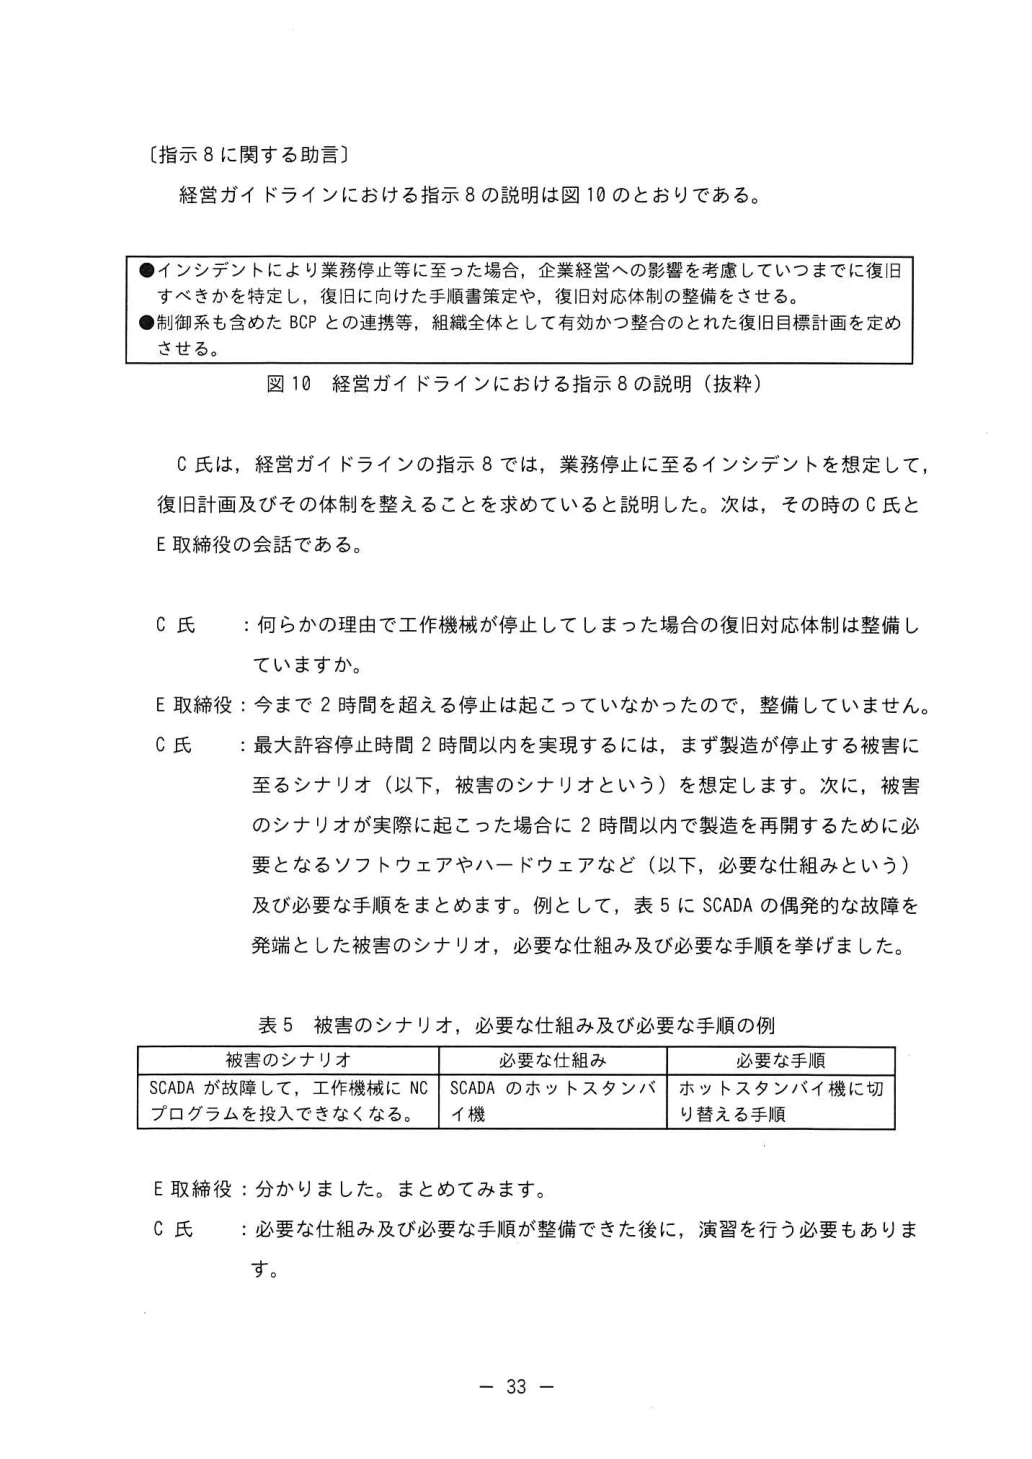 〔指示8に関する助言〕
経営ガイドラインにおける指示8の説明は図10のとおりである。
●インシデントにより業務停止等に至った場合，企業経営への影響を考慮していつまでに復旧
すべきかを特定し，復旧に向けた手順書策定や，復旧対応体制の整備をさせる。
●制御系も含めた BCP との連携等，組織全体として有効かつ整合のとれた復旧目標計画を定め
させる。
図10　経営ガイドラインにおける指示8の説明（抜粋）
C氏は，経営ガイドラインの指示8では，業務停止に至るインシデントを想定して，
復旧計画及びその体制を整えることを求めていると説明した。次は，その時のC氏と
E取締役の会話である。
C氏　　：何らかの理由で工作機械が停止してしまった場合の復旧対応体制は整備し
ていますか。
E取締役：今まで2時間を超える停止は起こっていなかったので，整備していません。
C氏　　：最大許容停止時間2時間以内を実現するには，まず製造が停止する被害に
至るシナリオ（以下，被害のシナリオという）を想定します。次に，被害
のシナリオが実際に起こった場合に2時間以内で製造を再開するために必
要となるソフトウェアやハードウェアなど（以下，必要な仕組みという）
及び必要な手順をまとめます。例として，表5にSCADAの偶発的な故障を
発端とした被害のシナリオ，必要な仕組み及び必要な手順を挙げました。
表5　被害のシナリオ，必要な仕組み及び必要な手順の例
被害のシナリオ　必要な仕組み　必要な手順
SCADA が故障して，工作機械に NC　SCADA のホットスタンバ　ホットスタンバイ機に切
プログラムを投入できなくなる。　イ機　り替える手順
E取締役：分かりました。まとめてみます。
C氏　　：必要な仕組み及び必要な手順が整備できた後に，演習を行う必要もありま
す。
－ 33 －